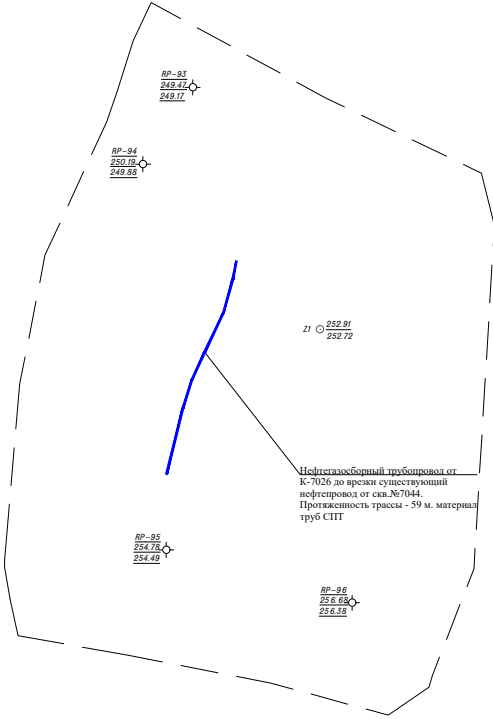 RP-93
249.47
249.17
RP-94
250.19
249.88
Z1
252.91
252.72
Нефтегазосборный трубопровод от
К-7026 до врезки существующий
нефтепровод от скв.№7044.
Протяженность трассы - 59 м. материал
труб СПТ
RP-95
254.78
254.49
RP-96
256.68
256.38